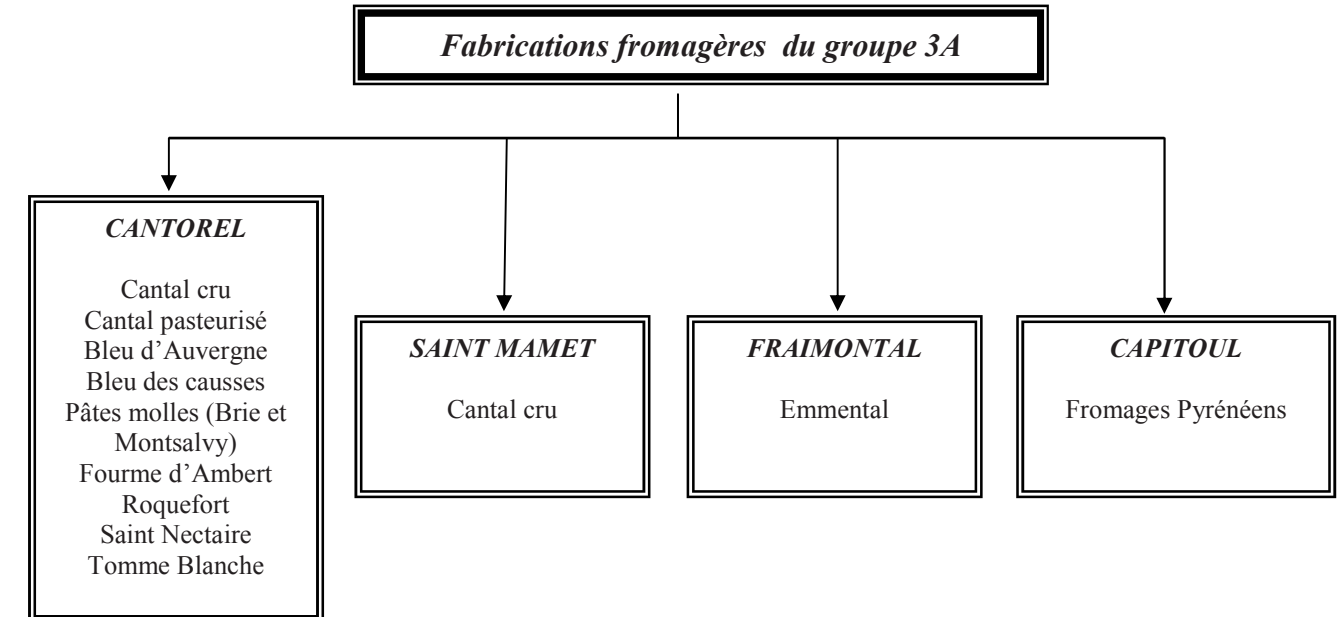 Fabrications fromagères du groupe 3A
CANTOREL
Cantal cru
Cantal pasteurisé
Bleu d’Auvergne
Bleu des causses
Pâtes molles (Brie et
Montsalvy)
Fourme d’Ambert
Roquefort
Saint Nectaire
Tomme Blanche
SAINT MAMET
Cantal cru
FRAIMONTAL
Emmental
CAPITOUL
Fromages Pyrénéens